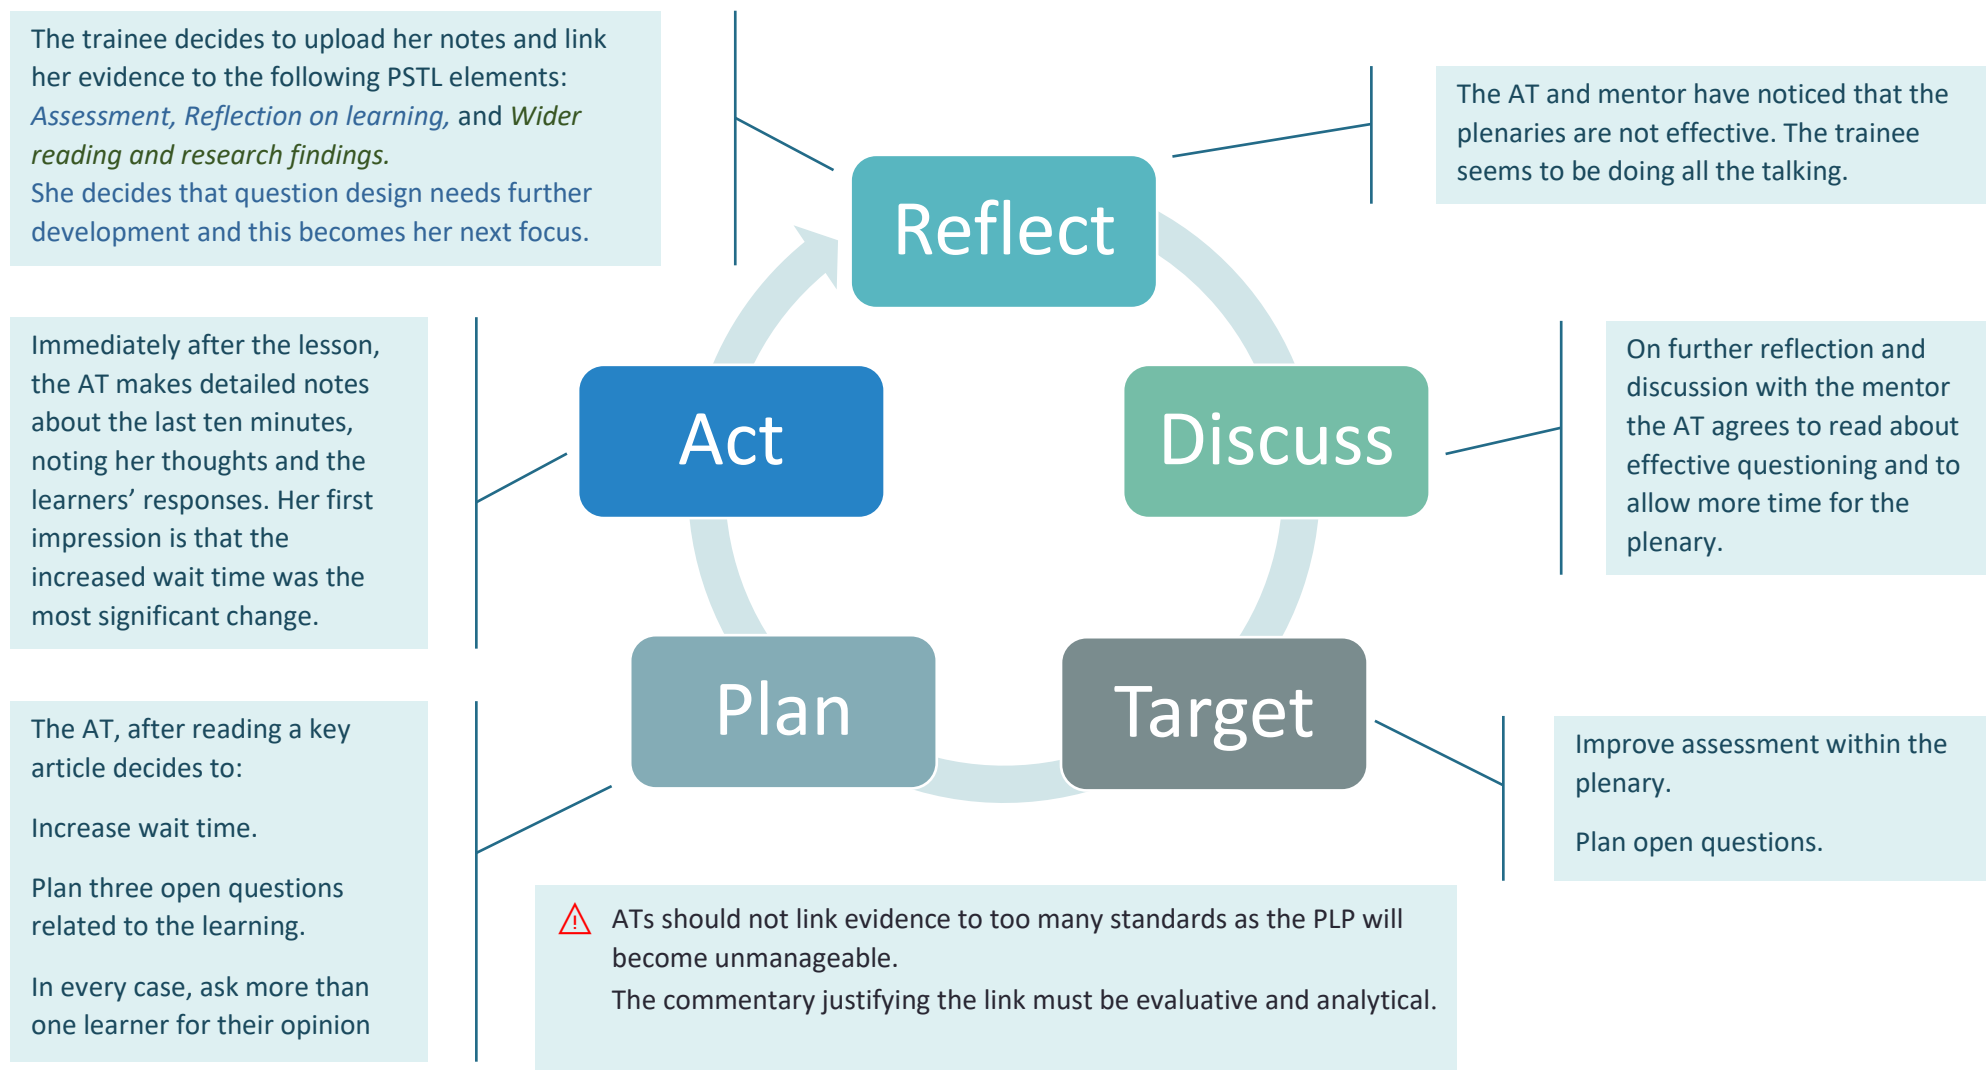 The trainee decides to upload her notes and link
her evidence to the following PSTL elements:
Assessment, Reflection on learning, and Wider
reading and research findings.
She decides that question design needs further
development and this becomes her next focus.
The AT and mentor have noticed that the
plenaries are not effective. The trainee
seems to be doing all the talking.
Reflect
Immediately after the lesson,
the AT makes detailed notes
about the last ten minutes,
noting her thoughts and the
learners’ responses. Her first
impression is that the
increased wait time was the
most significant change.
Act
Discuss
On further reflection and
discussion with the mentor
the AT agrees to read about
effective questioning and to
allow more time for the
plenary.
Plan
Target
The AT, after reading a key
article decides to:
Increase wait time.
Plan three open questions
related to the learning.
In every case, ask more than
one learner for their opinion
Improve assessment within the
plenary.
Plan open questions.
ATs should not link evidence to too many standards as the PLP will
become unmanageable.
The commentary justifying the link must be evaluative and analytical.